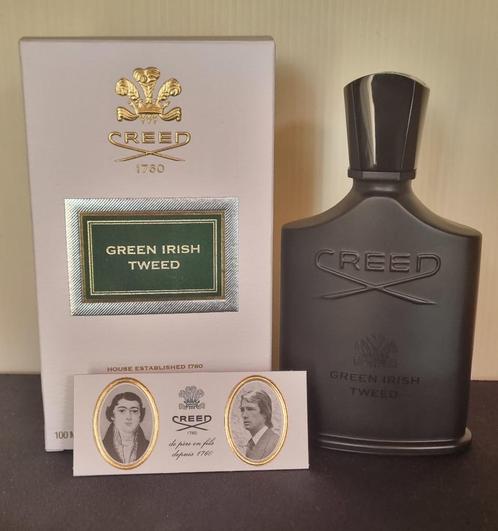 CREED
1760
GREEN IRISH
TWEED
HOUSE ESTABLISHED 1760
100 M
CREED
1760
de père en fils
depuis 1760
CREED
GREEN IRISH
TWEED